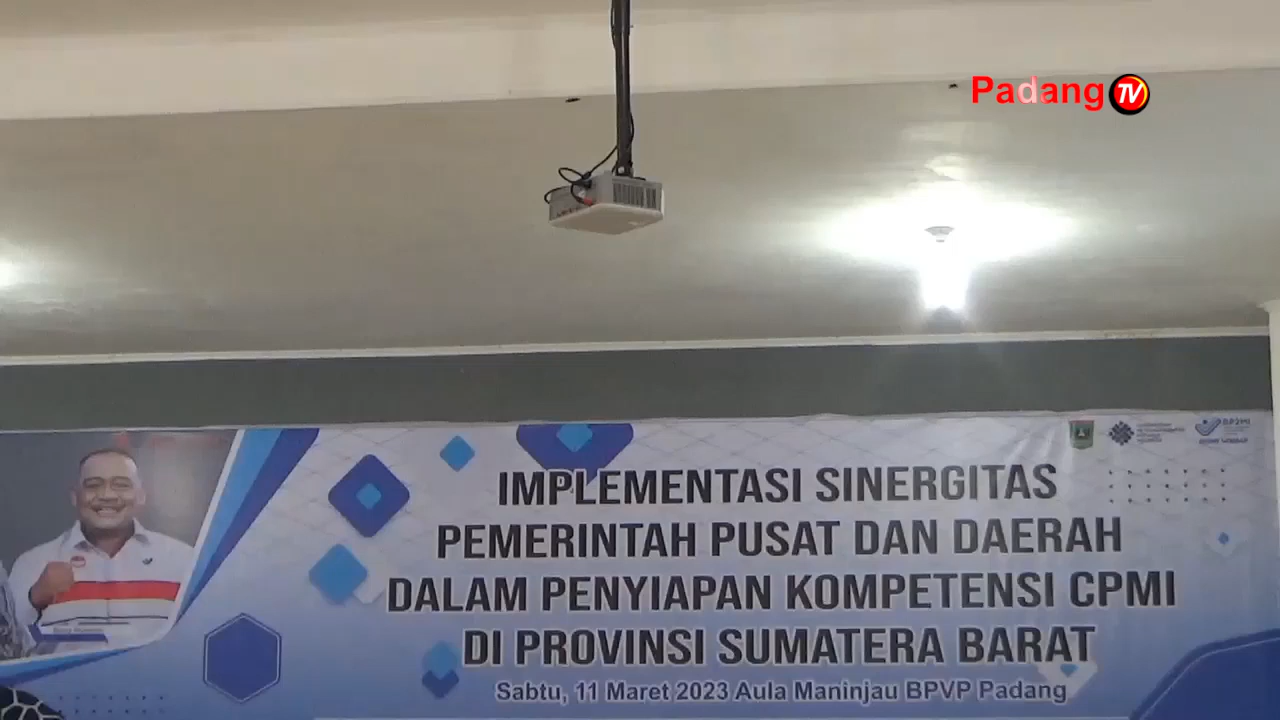 Padang TV
BP2MI
IMPLEMENTASI SINERGITAS
PEMERINTAH PUSAT DAN DAERAH
DALAM PENYIAPAN KOMPETENSI CPMI
DI PROVINSI SUMATERA BARAT
Sabtu, 11 Maret 2023 Aula Maninjau BPVP Padang